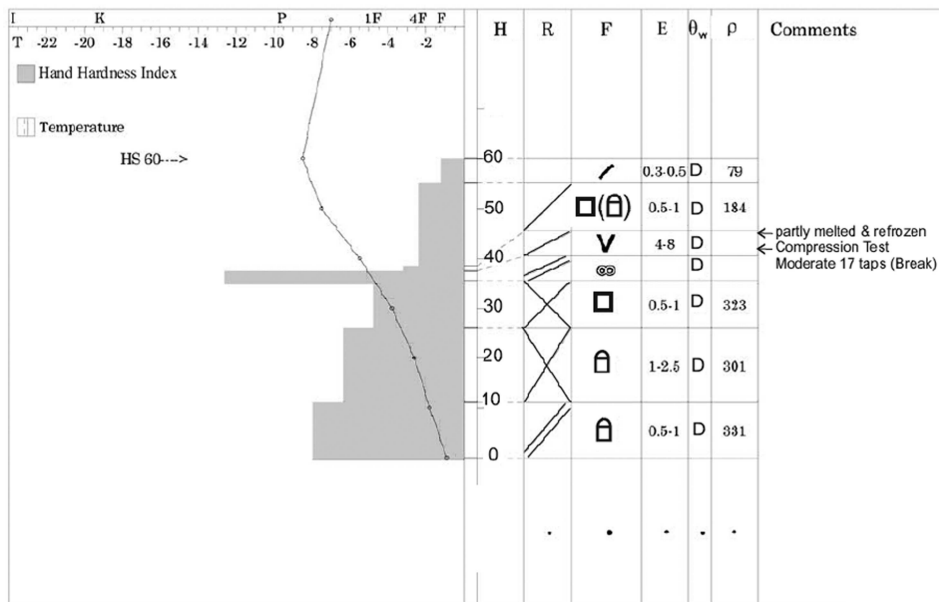 I K P 1F 4F F
T -22 -20 -18 -16 -14 -12 -10 -8 -6 -4 -2
H R F E θw ρ Comments
Hand Hardness Index
Temperature
HS 60---->
60
0.3-0.5 D 79
50 0.5-1 D 184
partly melted & refrozen
V 4-8 D
Compression Test
40 D Moderate 17 taps (Break)
30 0.5-1 D 323
20 1-2.5 D 301
10
0.5-1 D 331
0